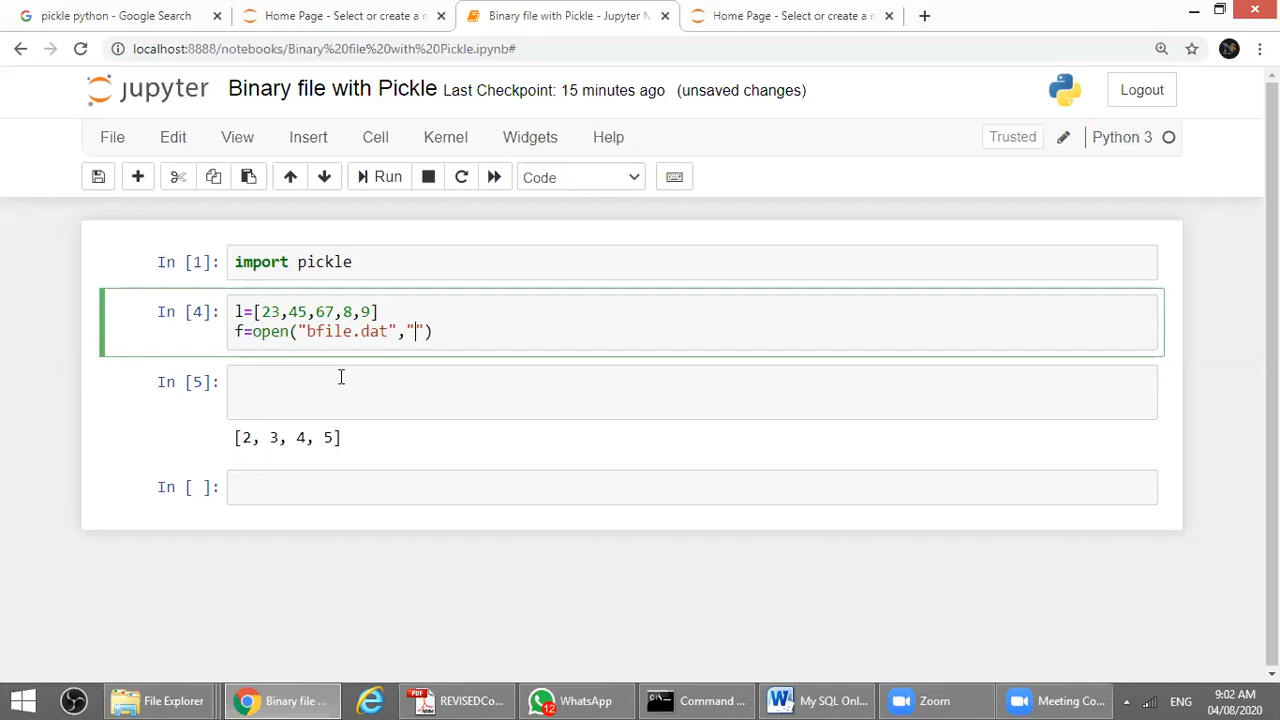 pickle python - Google Search
Home Page - Select or create a n
Binary file with Pickle - Jupyter N
Home Page - Select or create a n
localhost:8888/notebooks/Binary%20file%20with%20Pickle.ipynb#
jupyter Binary file with Pickle Last Checkpoint: 15 minutes ago (unsaved changes)
Logout
File Edit View Insert Cell Kernel Widgets Help
Trusted
Python 3
Run
Code
In [1]: import pickle
In [4]: l=[23,45,67,8,9]
f=open("bfile.dat","")
In [5]:
[2, 3, 4, 5]
In [ ]:
File Explorer
Binary file ...
PDF
REVISEDCo...
12
WhatsApp
Command ...
My SQL Onl...
Zoom
Meeting Co...
ENG
9:02 AM
04/08/2020